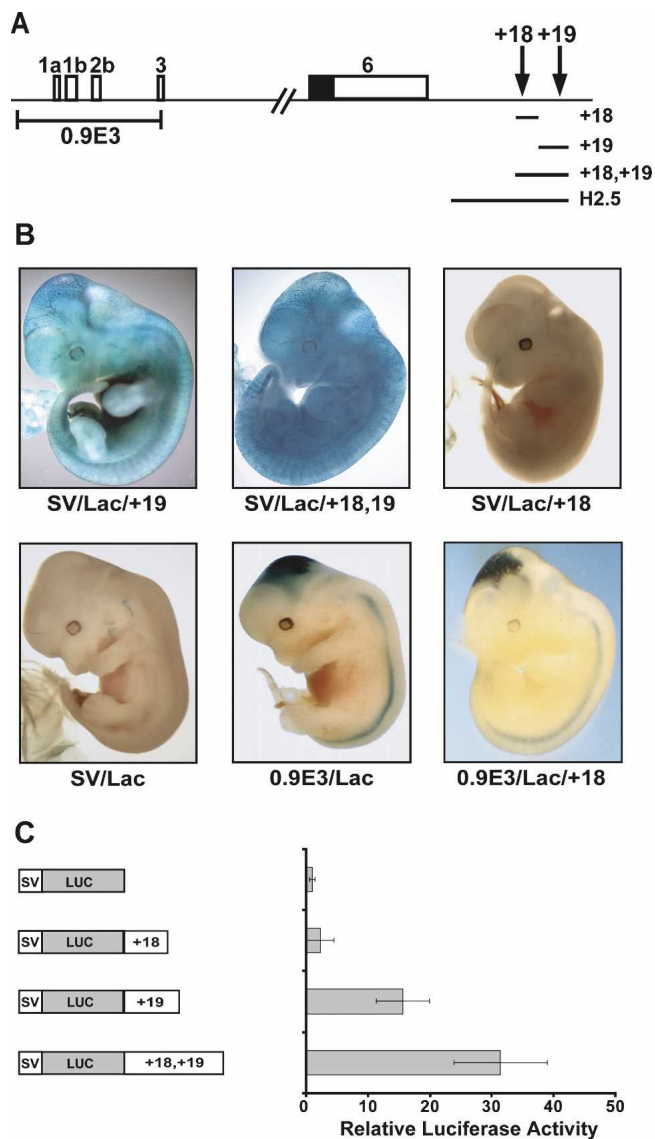 A
+18 +19
1a 1b 2b 3 6
+18
0.9E3
+19
+18,+19
H2.5
B
SV/Lac/+19 SV/Lac/+18,19 SV/Lac/+18
SV/Lac 0.9E3/Lac 0.9E3/Lac/+18
C
SV LUC
SV LUC +18
SV LUC +19
SV LUC +18,+19
0 10 20 30 40 50
Relative Luciferase Activity